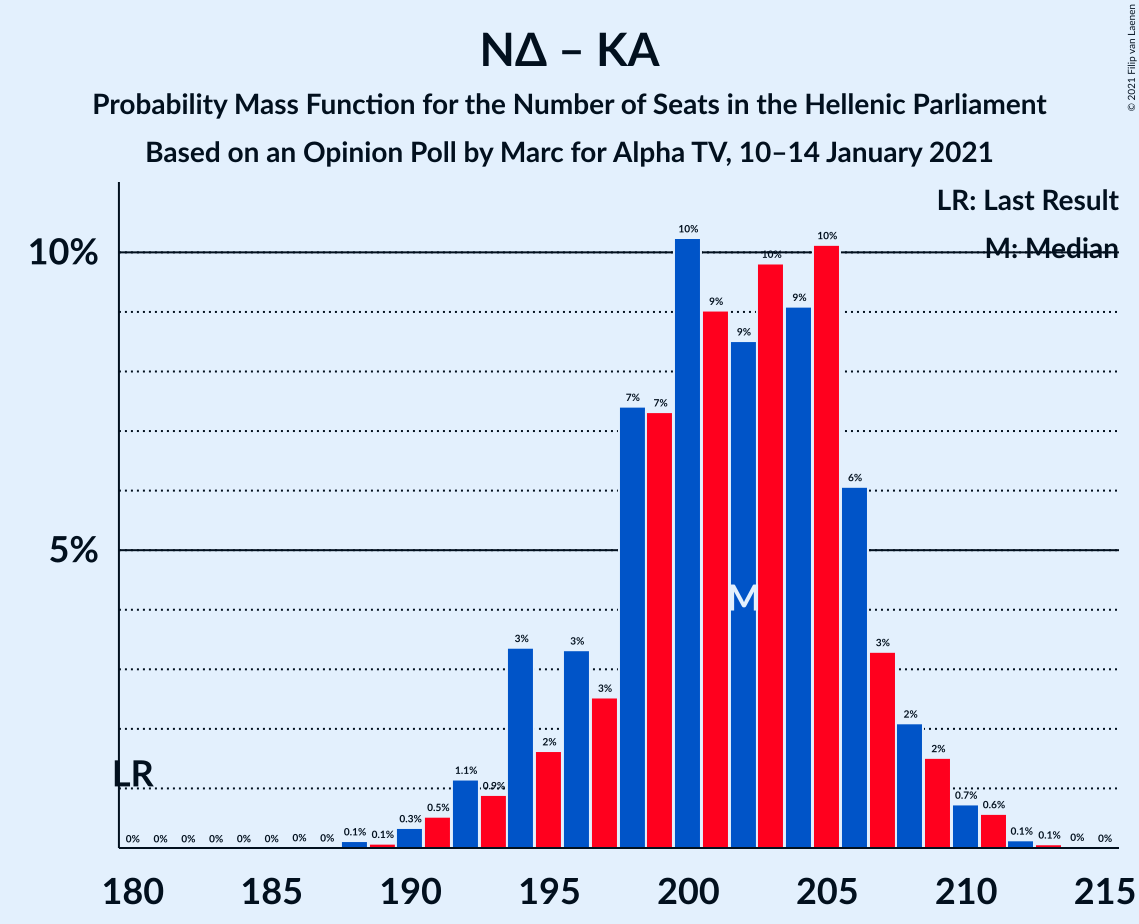 ΝΔ – ΚΑ
Probability Mass Function for the Number of Seats in the Hellenic Parliament
Based on an Opinion Poll by Marc for Alpha TV, 10–14 January 2021
© 2021 Filip van Laenen
LR: Last Result
M: Median
10%
5%
LR
M
0% 0% 0% 0% 0% 0% 0% 0% 0.1% 0.1% 0.3% 0.5% 1.1% 0.9% 3% 2% 3% 3% 7% 7% 10% 9% 9% 10% 9% 10% 6% 3% 2% 2% 0.7% 0.6% 0.1% 0.1% 0% 0%
180 185 190 195 200 205 210 215